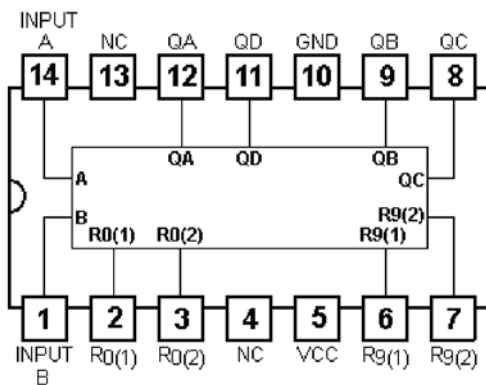 INPUT
A NC QA QD GND QB QC
14 13 12 11 10 9 8
QA QD QB
A QC
B R9(2)
R0(1) R0(2) R9(1)
1 2 3 4 5 6 7
INPUT R0(1) R0(2) NC VCC R9(1) R9(2)
B